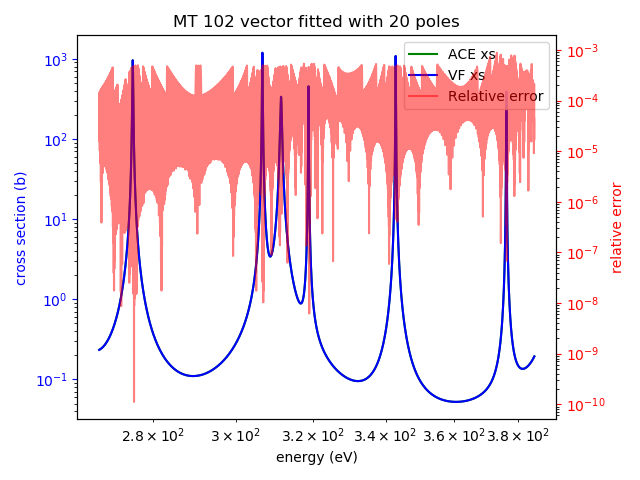 MT 102 vector fitted with 20 poles
ACE xs
VF xs
Relative error
cross section (b)
10³
10²
10¹
10⁰
10⁻¹
relative error
10⁻³
10⁻⁴
10⁻⁵
10⁻⁶
10⁻⁷
10⁻⁸
10⁻⁹
10⁻¹⁰
2.8 × 10² 3 × 10² 3.2 × 10² 3.4 × 10² 3.6 × 10² 3.8 × 10²
energy (eV)